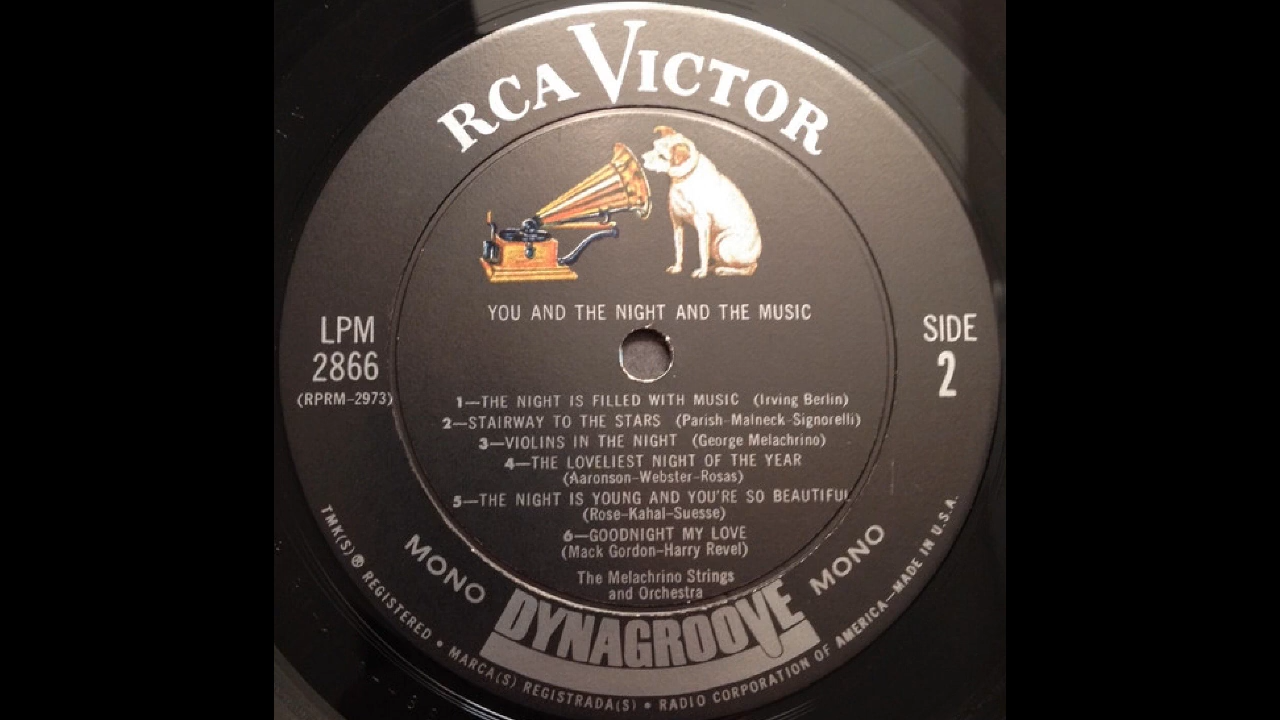 RCA VICTOR
YOU AND THE NIGHT AND THE MUSIC
LPM
2866
(RPRM-2973)
SIDE
2
1—THE NIGHT IS FILLED WITH MUSIC (Irving Berlin)
2—STAIRWAY TO THE STARS (Parish-Malneck-Signorelli)
3—VIOLINS IN THE NIGHT (George Melachrino)
4—THE LOVELIEST NIGHT OF THE YEAR
(Aaronson-Webster-Rosas)
5—THE NIGHT IS YOUNG AND YOU'RE SO BEAUTIFUL
(Rose-Kahal-Suesse)
6—GOODNIGHT MY LOVE
(Mack Gordon-Harry Revel)
The Melachrino Strings
and Orchestra
MONO
DYNAGROOVE
MONO
TMK(S)® REGISTERED • MARCA(S) REGISTRADA(S) • RADIO CORPORATION OF AMERICA—MADE IN U.S.A.